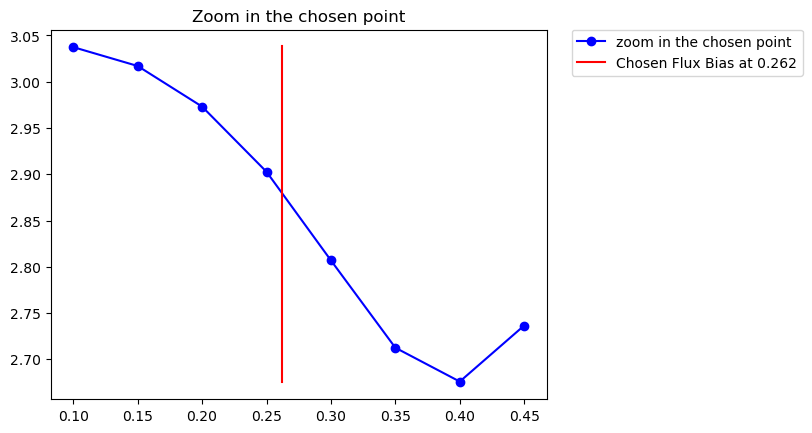 Zoom in the chosen point
zoom in the chosen point
Chosen Flux Bias at 0.262
3.05
3.00
2.95
2.90
2.85
2.80
2.75
2.70
0.10 0.15 0.20 0.25 0.30 0.35 0.40 0.45